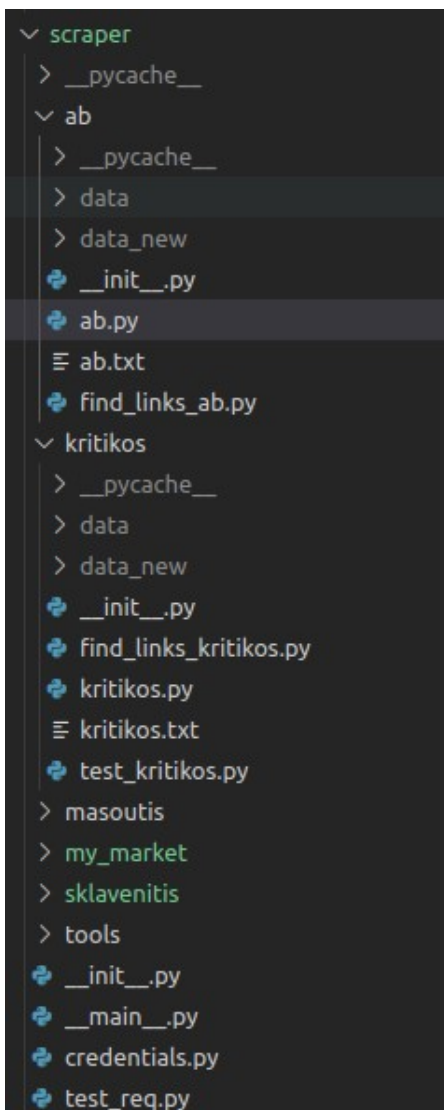 scraper
__pycache__
ab
__pycache__
data
data_new
__init__.py
ab.py
ab.txt
find_links_ab.py
kritikos
__pycache__
data
data_new
__init__.py
find_links_kritikos.py
kritikos.py
kritikos.txt
test_kritikos.py
masoutis
my_market
sklavenitis
tools
__init__.py
__main__.py
credentials.py
test_req.py